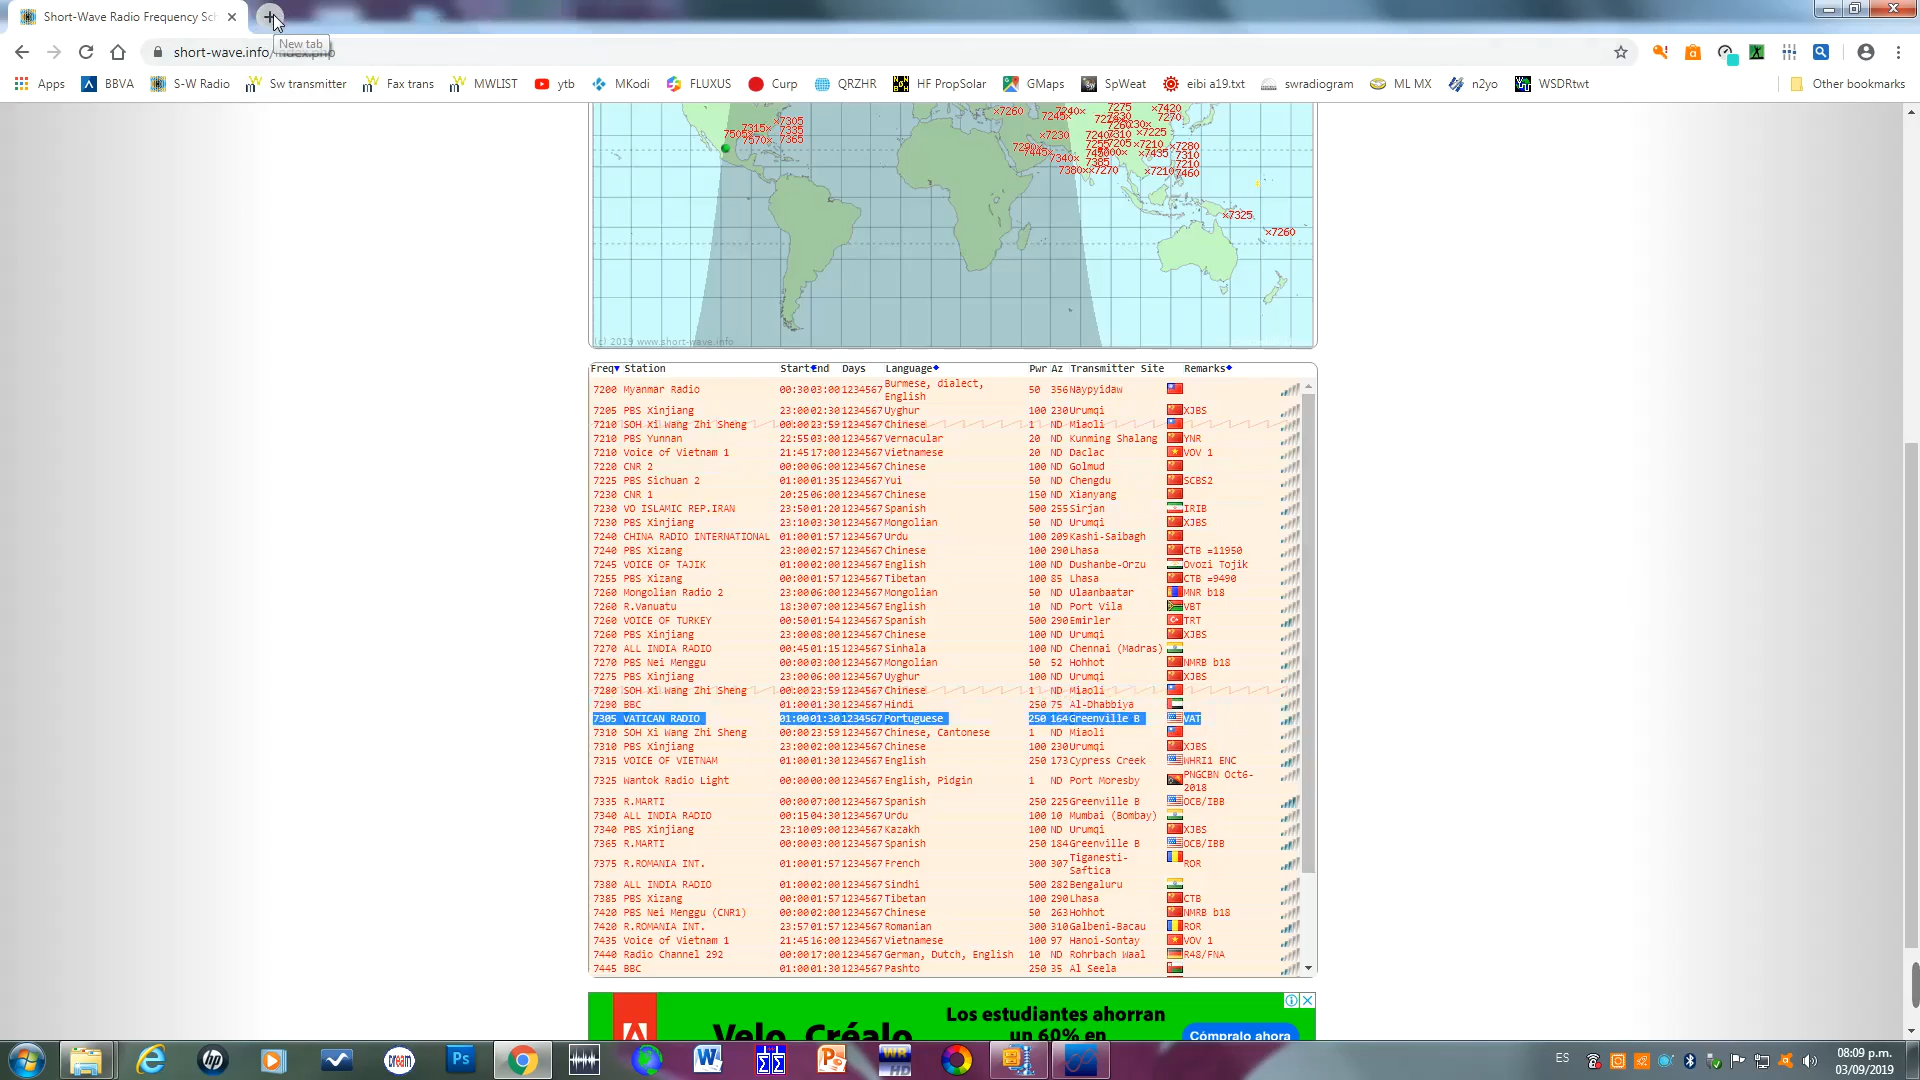 Short-Wave Radio Frequency Sch
New tab
short-wave.info/index.php
Apps BBVA S-W Radio Sw transmitter Fax trans MWLIST ytb MKodi FLUXUS Curp QRZHR HF PropSolar GMaps SpWeat eibi a19.txt swradiogram ML MX n2yo WSDRtwt Other bookmarks
(c) 2019 www.short-wave.info
Freq Station Start End Days Language Pwr Az Transmitter Site Remarks
7200 Myanmar Radio 00:30 03:00 1234567 Burmese, dialect, English 50 356 Naypyidaw
7205 PBS Xinjiang 23:00 02:30 1234567 Uyghur 100 230 Urumqi XJBS
7210 SOH Xi Wang Zhi Sheng 00:00 23:59 1234567 Chinese 1 ND Miaoli
7210 PBS Yunnan 22:55 03:00 1234567 Vernacular 20 ND Kunming Shalang YNR
7210 Voice of Vietnam 1 21:45 17:00 1234567 Vietnamese 20 ND Daclac VOV 1
7220 CNR 2 00:00 06:00 1234567 Chinese 100 ND Golmud
7225 PBS Sichuan 2 01:00 01:35 1234567 Yui 50 ND Chengdu SCBS2
7230 CNR 1 20:25 06:00 1234567 Chinese 150 ND Xianyang
7230 VO ISLAMIC REP.IRAN 23:50 01:20 1234567 Spanish 500 255 Sirjan IRIB
7230 PBS Xinjiang 23:10 03:30 1234567 Mongolian 50 ND Urumqi XJBS
7240 CHINA RADIO INTERNATIONAL 01:00 01:57 1234567 Urdu 100 209 Kashi-Saibagh
7240 PBS Xizang 23:00 02:57 1234567 Chinese 100 290 Lhasa CTB =11950
7245 VOICE OF TAJIK 01:00 02:00 1234567 English 100 ND Dushanbe-Orzu Ovozi Tojik
7255 PBS Xizang 00:00 01:57 1234567 Tibetan 100 85 Lhasa CTB =9490
7260 Mongolian Radio 2 23:00 06:00 1234567 Mongolian 50 ND Ulaanbaatar MNR b18
7260 R.Vanuatu 18:30 07:00 1234567 English 10 ND Port Vila VBT
7260 VOICE OF TURKEY 00:50 01:54 1234567 Spanish 500 290 Emirler TRT
7260 PBS Xinjiang 23:00 08:00 1234567 Chinese 100 ND Urumqi XJBS
7270 ALL INDIA RADIO 00:45 01:15 1234567 Sinhala 100 ND Chennai (Madras)
7270 PBS Nei Menggu 00:00 03:00 1234567 Mongolian 50 52 Hohhot NMRB b18
7275 PBS Xinjiang 23:00 06:00 1234567 Uyghur 100 ND Urumqi XJBS
7280 SOH Xi Wang Zhi Sheng 00:00 23:59 1234567 Chinese 1 ND Miaoli
7290 BBC 01:00 01:30 1234567 Hindi 250 75 Al-Dhabbiya
7305 VATICAN RADIO 01:00 01:30 1234567 Portuguese 250 164 Greenville B VAT
7310 SOH Xi Wang Zhi Sheng 00:00 23:59 1234567 Chinese, Cantonese 1 ND Miaoli
7310 PBS Xinjiang 23:00 02:00 1234567 Chinese 100 230 Urumqi XJBS
7315 VOICE OF VIETNAM 01:00 01:30 1234567 English 250 173 Cypress Creek WHRI1 ENC
7325 Wantok Radio Light 00:00 00:00 1234567 English, Pidgin 1 ND Port Moresby PNGCBN Oct6-2018
7335 R.MARTI 00:00 07:00 1234567 Spanish 250 225 Greenville B OCB/IBB
7340 ALL INDIA RADIO 00:15 04:30 1234567 Urdu 100 10 Mumbai (Bombay)
7340 PBS Xinjiang 23:10 09:00 1234567 Kazakh 100 ND Urumqi XJBS
7365 R.MARTI 00:00 03:00 1234567 Spanish 250 184 Greenville B OCB/IBB
7375 R.ROMANIA INT. 01:00 01:57 1234567 French 300 307 Tiganesti-Saftica ROR
7380 ALL INDIA RADIO 01:00 02:00 1234567 Sindhi 500 282 Bengaluru
7385 PBS Xizang 00:00 01:57 1234567 Tibetan 100 290 Lhasa CTB
7420 PBS Nei Menggu (CNR1) 00:00 02:00 1234567 Chinese 50 263 Hohhot NMRB b18
7420 R.ROMANIA INT. 23:57 01:57 1234567 Romanian 300 310 Galbeni-Bacau ROR
7435 Voice of Vietnam 1 21:45 16:00 1234567 Vietnamese 100 97 Hanoi-Sontay VOV 1
7440 Radio Channel 292 00:00 17:00 1234567 German, Dutch, English 10 ND Rohrbach Waal R48/FNA
7445 BBC 01:00 01:30 1234567 Pashto 250 35 Al Seela
Velo. Créalo
Los estudiantes ahorran
un 60% en
Cómpralo ahora
ES
08:09 p.m.
03/09/2019